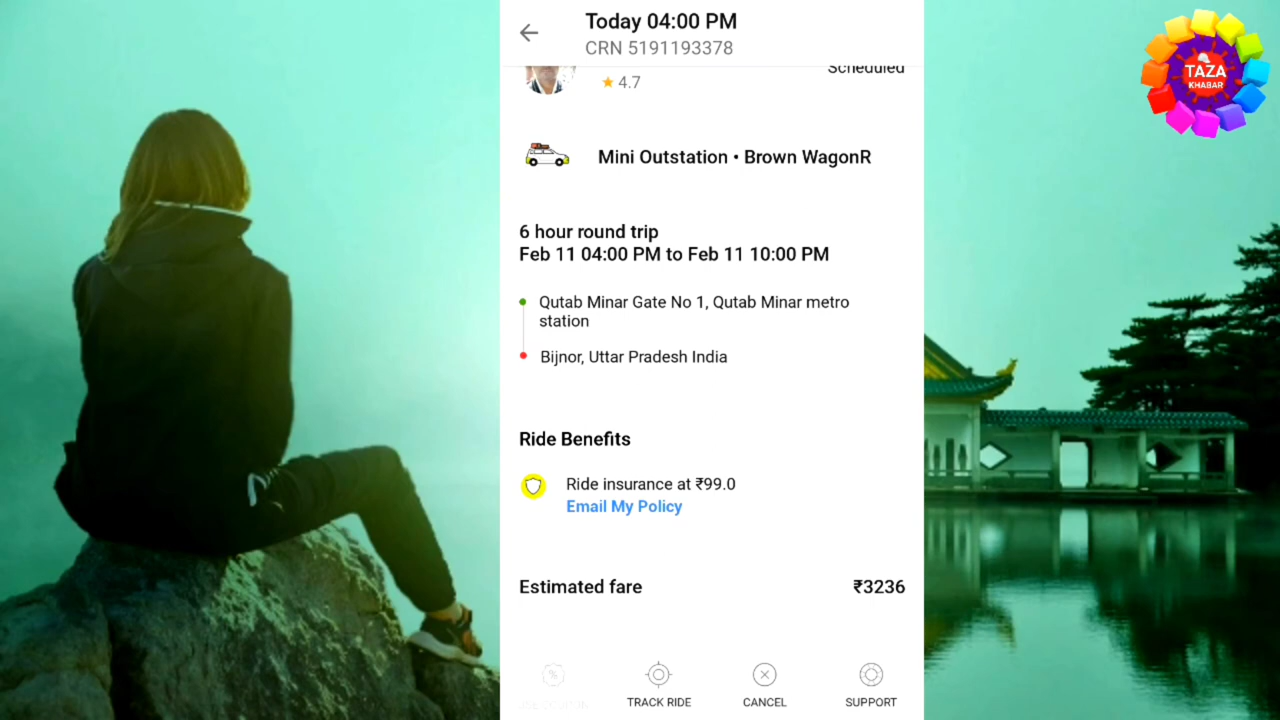 Today 04:00 PM
CRN 5191193378
TAZA
KHABAR
Scheduled
★ 4.7
Mini Outstation • Brown WagonR
6 hour round trip
Feb 11 04:00 PM to Feb 11 10:00 PM
Qutab Minar Gate No 1, Qutab Minar metro
station
Bijnor, Uttar Pradesh India
Ride Benefits
Ride insurance at ₹99.0
Email My Policy
Estimated fare ₹3236
TRACK RIDE CANCEL SUPPORT